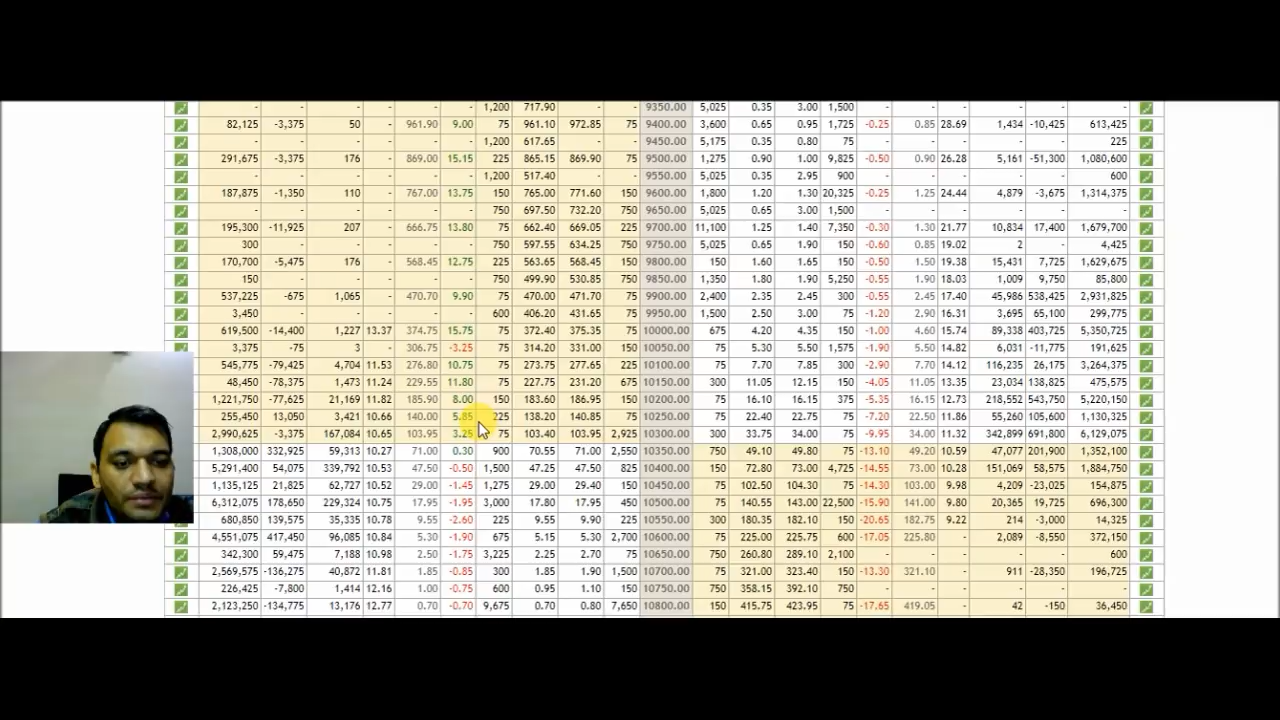 - - - - - - 1,200 717.90 - - 9350.00 5,025 0.35 3.00 1,500 - - - - - -
82,125 -3,375 50 - 961.90 9.00 75 961.10 972.85 75 9400.00 3,600 0.65 0.95 1,725 -0.25 0.85 28.69 1,434 -10,425 613,425
- - - - - - 1,200 617.65 - - 9450.00 5,175 0.35 0.80 75 - - - - - 225
291,675 -3,375 176 - 869.00 15.15 225 865.15 869.90 75 9500.00 1,275 0.90 1.00 9,825 -0.50 0.90 26.28 5,161 -51,300 1,080,600
- - - - - - 1,200 517.40 - - 9550.00 5,025 0.35 2.95 900 - - - - - 600
187,875 -1,350 110 - 767.00 13.75 150 765.00 771.60 150 9600.00 1,800 1.20 1.30 20,325 -0.25 1.25 24.44 4,879 -3,675 1,314,375
- - - - - - 750 697.50 732.20 750 9650.00 5,025 0.65 3.00 1,500 - - - - - -
195,300 -11,925 207 - 666.75 13.80 75 662.40 669.05 225 9700.00 11,100 1.25 1.40 7,350 -0.30 1.30 21.77 10,834 17,400 1,679,700
300 - - - - - 750 597.55 634.25 750 9750.00 5,025 0.65 1.90 150 -0.60 0.85 19.02 2 - 4,425
170,700 -5,475 176 - 568.45 12.75 225 563.65 568.45 150 9800.00 150 1.60 1.65 150 -0.50 1.50 19.38 15,431 7,725 1,629,675
150 - - - - - 750 499.90 530.85 750 9850.00 1,350 1.80 1.90 5,250 -0.55 1.90 18.03 1,009 9,750 85,800
537,225 -675 1,065 - 470.70 9.90 75 470.00 471.70 75 9900.00 2,400 2.35 2.45 300 -0.55 2.45 17.40 45,986 538,425 2,931,825
3,450 - - - - - 600 406.20 431.65 75 9950.00 1,500 2.50 3.00 75 -1.20 2.90 16.31 3,695 65,100 299,775
619,500 -14,400 1,227 13.37 374.75 15.75 75 372.40 375.35 75 10000.00 675 4.20 4.35 150 -1.00 4.60 15.74 89,338 403,725 5,350,725
3,375 -75 3 - 306.75 -3.25 75 314.20 331.00 150 10050.00 75 5.30 5.50 1,575 -1.90 5.50 14.82 6,031 -11,775 191,625
545,775 -79,425 4,704 11.53 276.80 10.75 75 273.75 277.65 225 10100.00 75 7.70 7.85 300 -2.90 7.70 14.12 116,235 26,175 3,264,375
48,450 -78,375 1,473 11.24 229.55 11.80 75 227.75 231.20 675 10150.00 300 11.05 12.15 150 -4.05 11.05 13.35 23,034 138,825 475,575
1,221,750 -77,625 21,169 11.82 185.90 8.00 150 183.60 186.95 150 10200.00 75 16.10 16.15 375 -5.35 16.15 12.73 218,552 543,750 5,220,150
255,450 13,050 3,421 10.66 140.00 5.85 225 138.20 140.85 75 10250.00 75 22.40 22.75 75 -7.20 22.50 11.86 55,260 105,600 1,130,325
2,990,625 -3,375 167,084 10.65 103.95 3.25 75 103.40 103.95 2,925 10300.00 300 33.75 34.00 75 -9.95 34.00 11.32 342,899 691,800 6,129,075
1,308,000 332,925 59,313 10.27 71.00 0.30 900 70.55 71.00 2,550 10350.00 750 49.10 49.80 75 -13.10 49.20 10.59 47,077 201,900 1,352,100
5,291,400 54,075 339,792 10.53 47.50 -0.50 1,500 47.25 47.50 825 10400.00 150 72.80 73.00 4,725 -14.55 73.00 10.28 151,069 58,575 1,884,750
1,135,125 21,825 62,727 10.52 29.00 -1.45 1,275 29.00 29.40 150 10450.00 75 102.50 104.30 75 -14.30 103.00 9.98 4,209 -23,025 154,875
6,312,075 178,650 229,324 10.75 17.95 -1.95 3,000 17.80 17.95 450 10500.00 75 140.55 143.00 22,500 -15.90 141.00 9.80 20,365 19,725 696,300
680,850 139,575 35,335 10.78 9.55 -2.60 225 9.55 9.90 225 10550.00 300 180.35 182.10 150 -20.65 182.75 9.22 214 -3,000 14,325
4,551,075 417,450 96,085 10.84 5.30 -1.90 675 5.15 5.30 2,700 10600.00 75 225.00 225.75 600 -17.05 225.80 - 2,089 -8,550 372,150
342,300 59,475 7,188 10.98 2.50 -1.75 3,225 2.25 2.70 75 10650.00 750 260.80 289.10 2,100 - - - - - 600
2,569,575 -136,275 40,872 11.81 1.85 -0.85 300 1.85 1.90 1,500 10700.00 75 321.00 323.40 150 -13.30 321.10 - 911 -28,350 196,725
226,425 -7,800 1,414 12.16 1.00 -0.75 600 0.95 1.10 150 10750.00 750 358.15 392.10 750 - - - - - -
2,123,250 -134,775 13,176 12.77 0.70 -0.70 9,675 0.70 0.80 7,650 10800.00 150 415.75 423.95 75 -17.65 419.05 - 42 -150 36,450